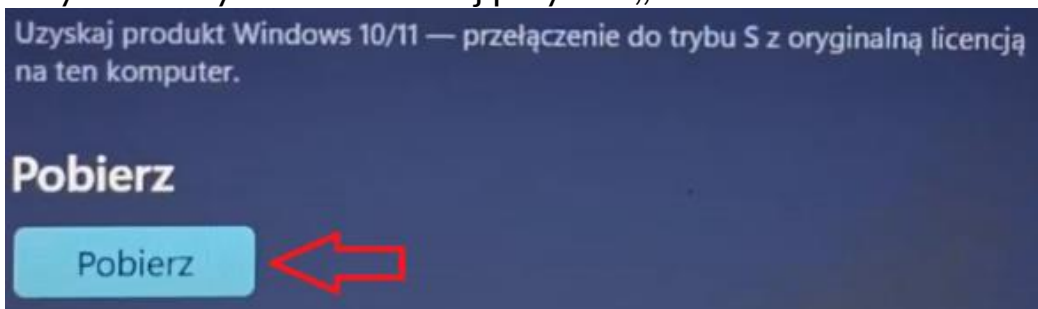 Uzyskaj produkt Windows 10/11 — przełączenie do trybu S z oryginalną licencją
na ten komputer.
Pobierz
Pobierz